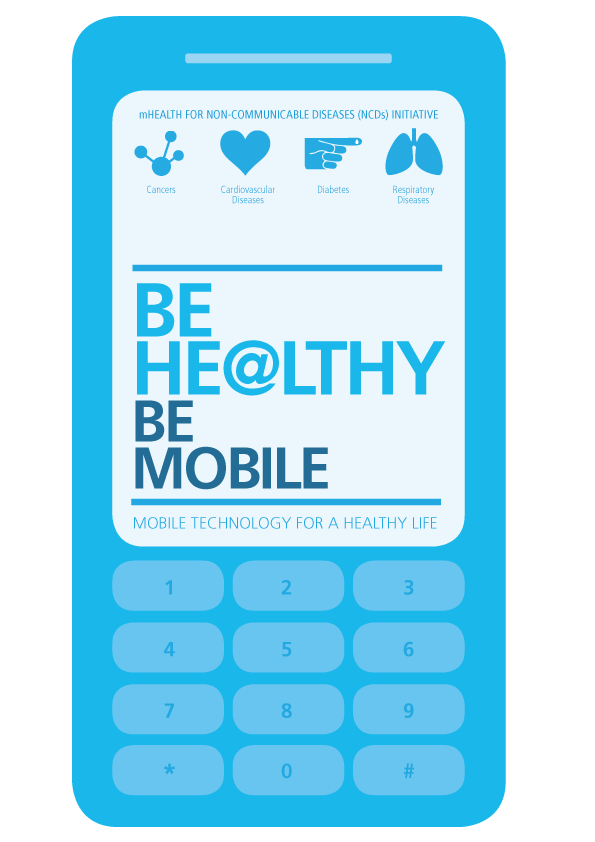 mHEALTH FOR NON-COMMUNICABLE DISEASES (NCDs) INITIATIVE
Cancers
Cardiovascular
Diseases
Diabetes
Respiratory
Diseases
BE
HE@LTHY
BE
MOBILE
MOBILE TECHNOLOGY FOR A HEALTHY LIFE
1 2 3
4 5 6
7 8 9
* 0 #